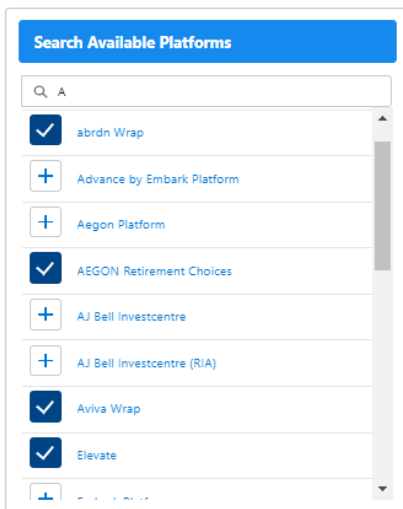 Search Available Platforms
A
abrdn Wrap
Advance by Embark Platform
Aegon Platform
AEGON Retirement Choices
AJ Bell Investcentre
AJ Bell Investcentre (RIA)
Aviva Wrap
Elevate